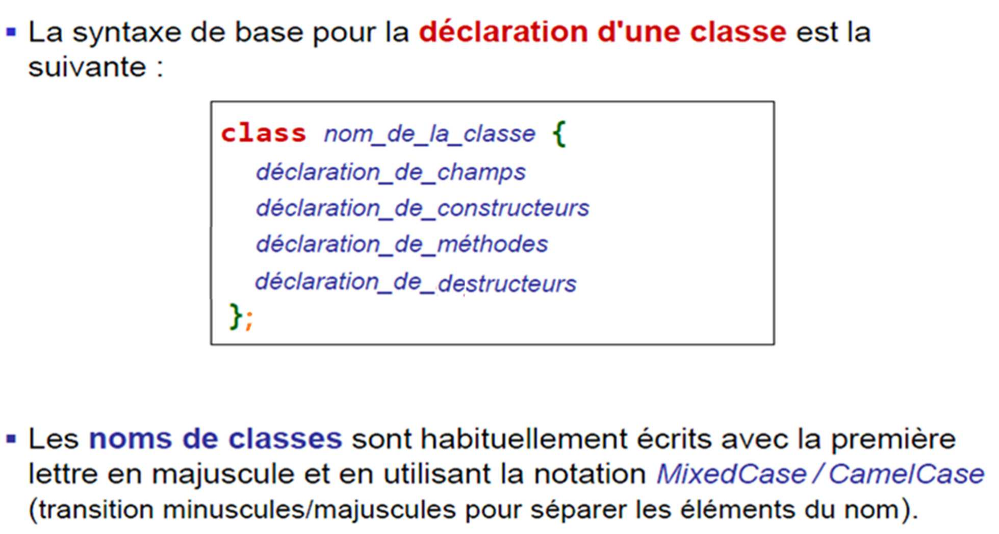 ▪ La syntaxe de base pour la déclaration d'une classe est la
suivante :
class nom_de_la_classe {
déclaration_de_champs
déclaration_de_constructeurs
déclaration_de_méthodes
déclaration_de_destructeurs
};
▪ Les noms de classes sont habituellement écrits avec la première
lettre en majuscule et en utilisant la notation MixedCase / CamelCase
(transition minuscules/majuscules pour séparer les éléments du nom).